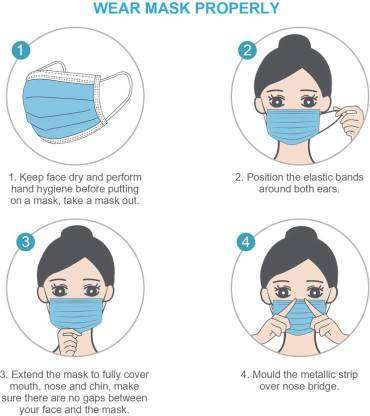 WEAR MASK PROPERLY
1
1. Keep face dry and perform
hand hygiene before putting
on a mask, take a mask out.
2
2. Position the elastic bands
around both ears.
3
3. Extend the mask to fully cover
mouth, nose and chin, make
sure there are no gaps between
your face and the mask.
4
4. Mould the metallic strip
over nose bridge.